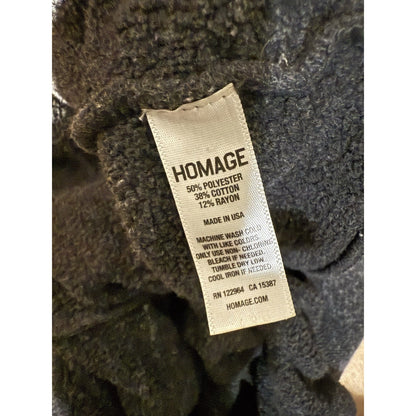 HOMAGE
50% POLYESTER
38% COTTON
12% RAYON
MADE IN USA
MACHINE WASH COLD
WITH LIKE COLORS.
ONLY USE NON- CHLORINE
BLEACH IF NEEDED.
TUMBLE DRY LOW.
COOL IRON IF NEEDED.
RN 122964 CA 15387
HOMAGE.COM